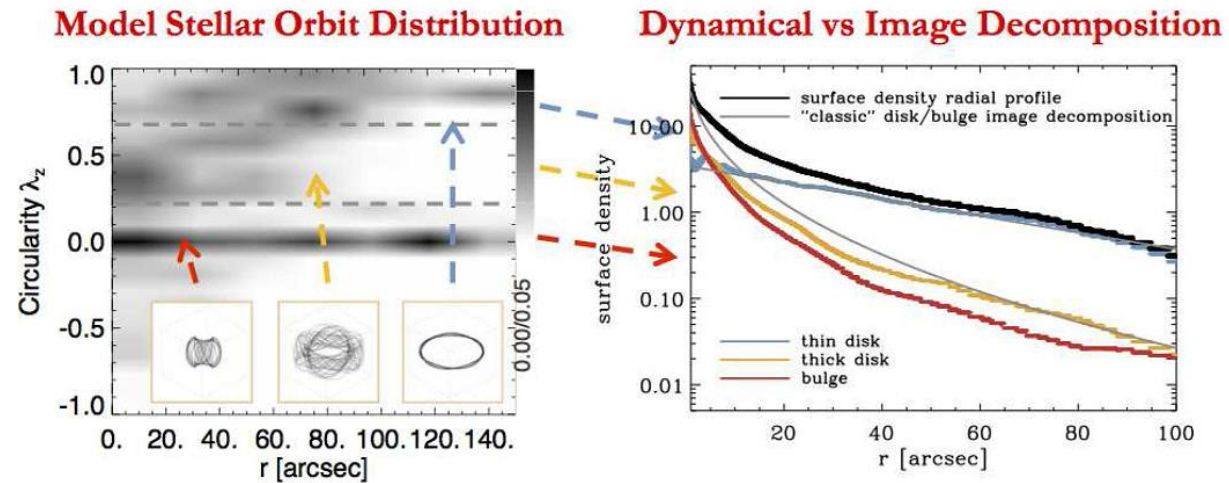 Model Stellar Orbit Distribution
Dynamical vs Image Decomposition
1.0
0.5
0.0
-0.5
-1.0
Circularity λz
0. 20. 40. 60. 80. 100.120.140.
r [arcsec]
0.00/0.05
surface density radial profile
"classic" disk/bulge image decomposition
10.00
1.00
0.10
0.01
surface density
thin disk
thick disk
bulge
20 40 60 80 100
r [arcsec]